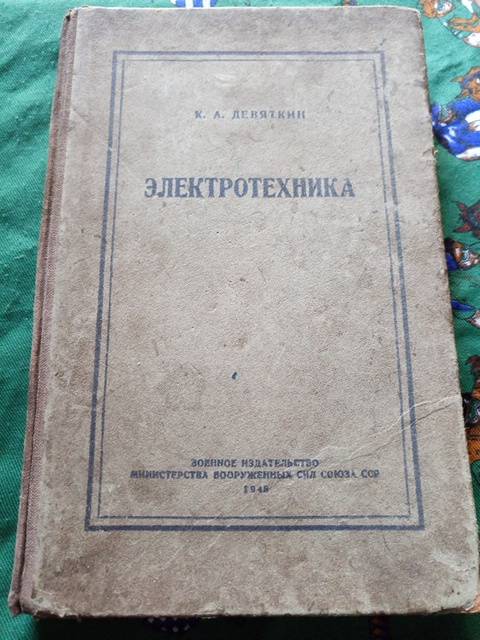 К. А. ДЕВЯТКИН
ЭЛЕКТРОТЕХНИКА
ВОЕННОЕ ИЗДАТЕЛЬСТВО
МИНИСТЕРСТВА ВООРУЖЕННЫХ СИЛ СОЮЗА ССР